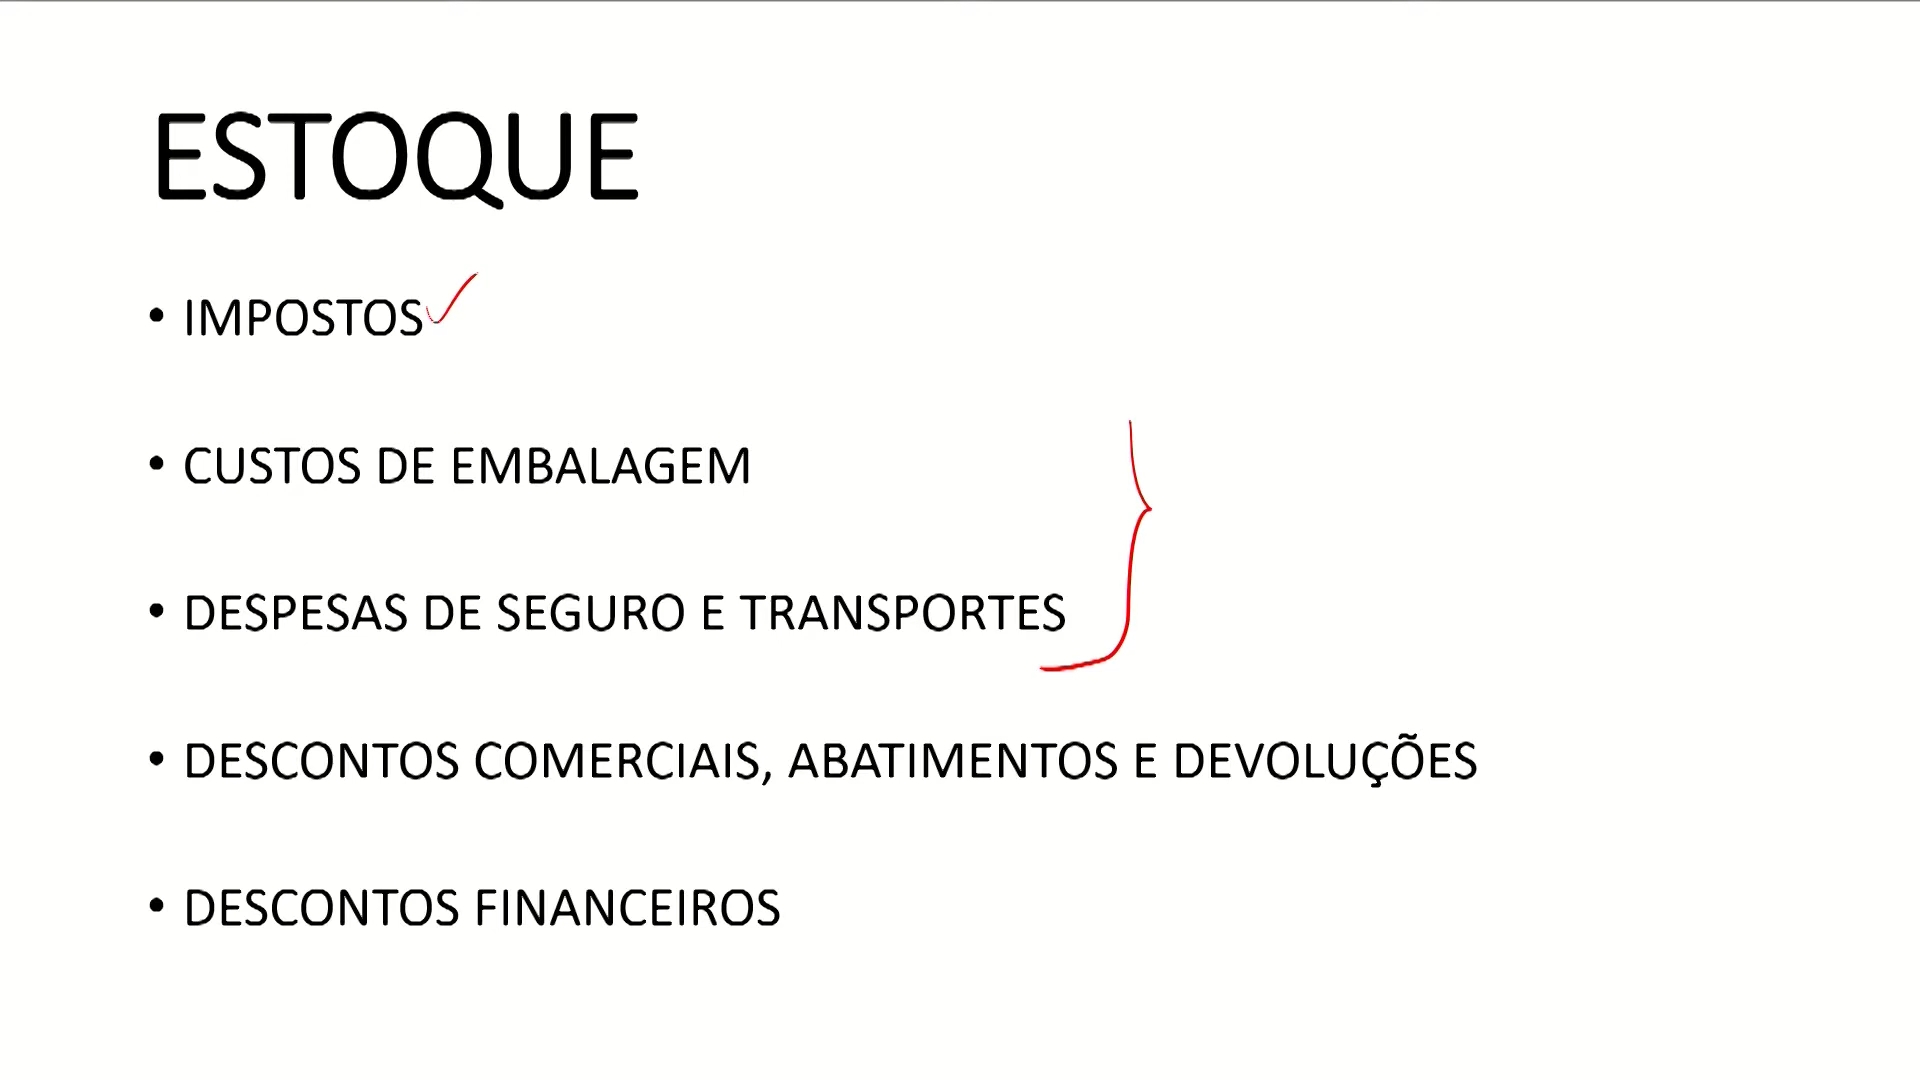 ESTOQUE
• IMPOSTOS
• CUSTOS DE EMBALAGEM
• DESPESAS DE SEGURO E TRANSPORTES
• DESCONTOS COMERCIAIS, ABATIMENTOS E DEVOLUÇÕES
• DESCONTOS FINANCEIROS